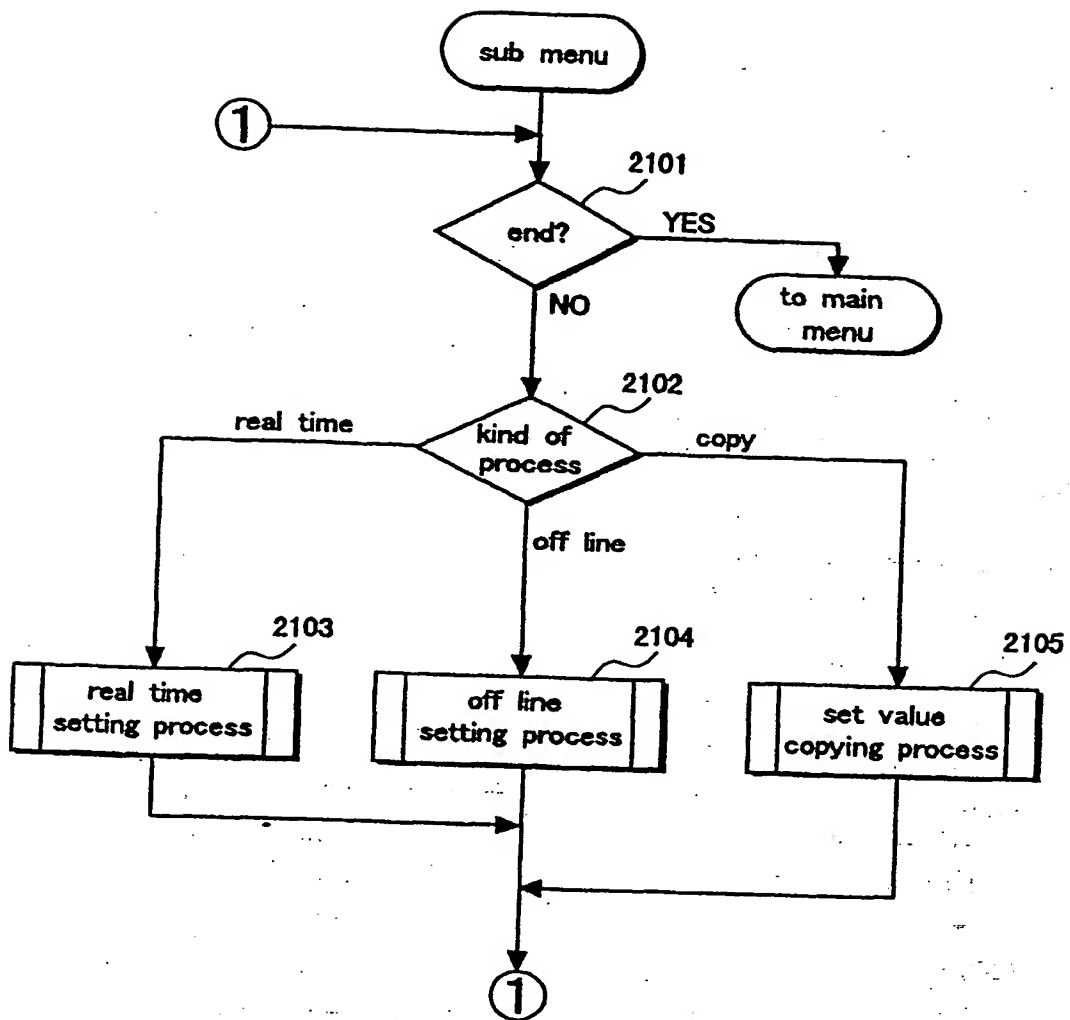 sub menu
①
2101
end?
YES
to main
menu
NO
2102
real time
kind of
process
copy
off line
2103
real time
setting process
2104
off line
setting process
2105
set value
copying process
①